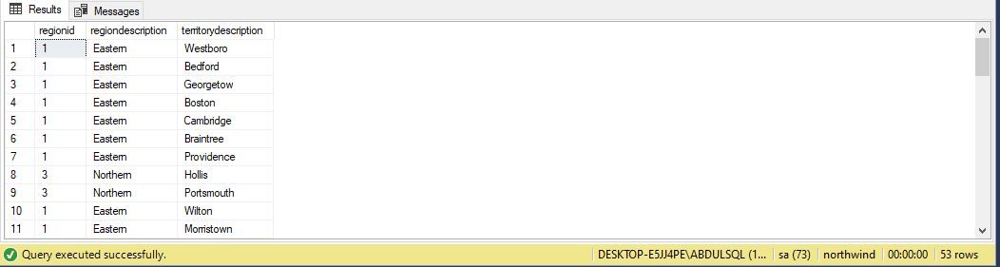 Results Messages
regionid regiondescription territorydescription
1 1 Eastern Westboro
2 1 Eastern Bedford
3 1 Eastern Georgetow
4 1 Eastern Boston
5 1 Eastern Cambridge
6 1 Eastern Braintree
7 1 Eastern Providence
8 3 Northern Hollis
9 3 Northern Portsmouth
10 1 Eastern Wilton
11 1 Eastern Morristown
Query executed successfully. DESKTOP-E5JJ4PE\ABDULSQL (1... sa (73) northwind 00:00:00 53 rows